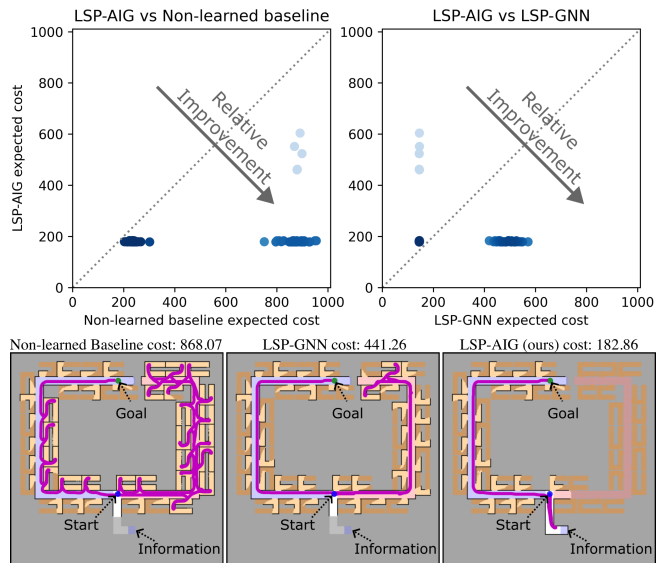 LSP-AIG vs Non-learned baseline
LSP-AIG expected cost
1000
800
600
400
200
0
Relative
Improvement
0 200 400 600 800 1000
Non-learned baseline expected cost
LSP-AIG vs LSP-GNN
1000
800
600
400
200
0
Relative
Improvement
0 200 400 600 800 1000
LSP-GNN expected cost
Non-learned Baseline cost: 868.07
Goal
Start
Information
LSP-GNN cost: 441.26
Goal
Start
Information
LSP-AIG (ours) cost: 182.86
Goal
Start
Information